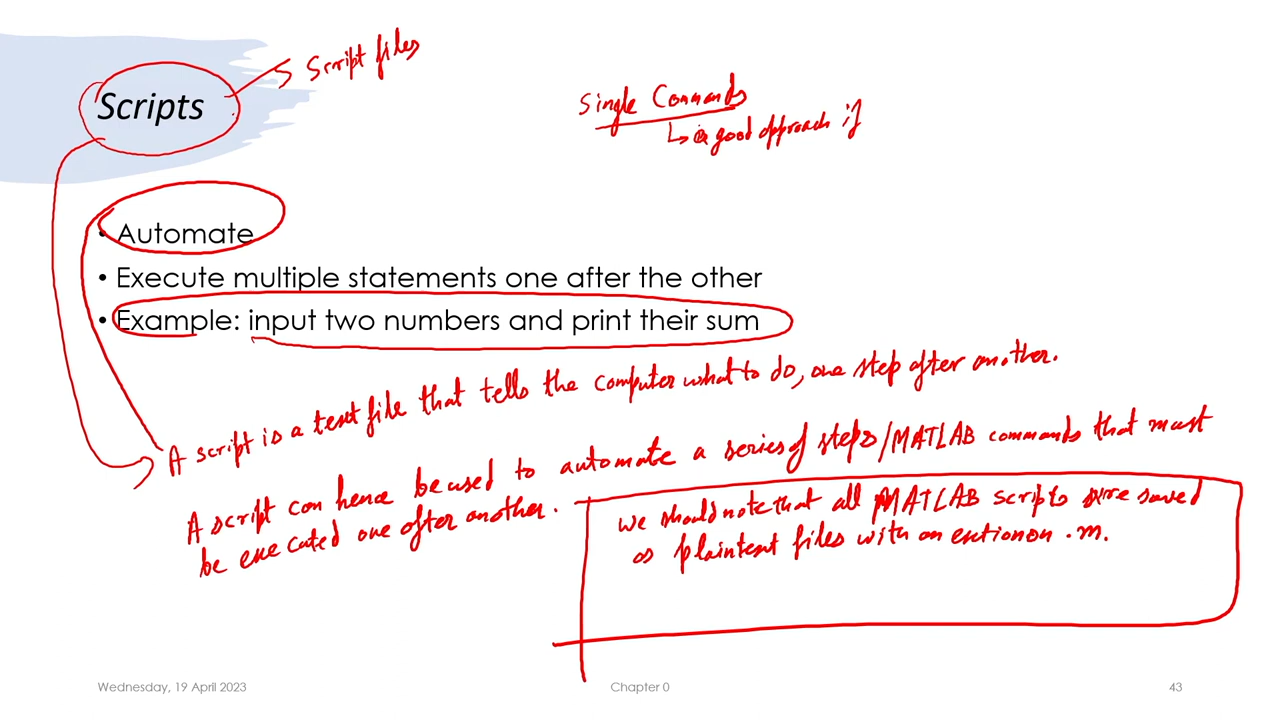 Script files
Scripts
Single Commands
↳ is good approach if
• Automate
• Execute multiple statements one after the other
• Example: input two numbers and print their sum
A script is a text file that tells the computer what to do, one step after another.
A script can hence be used to automate a series of steps/MATLAB commands that must
be executed one after another.
We should note that all MATLAB scripts are saved
as plaintext files with an extionon .m.
Wednesday, 19 April 2023
Chapter 0
43